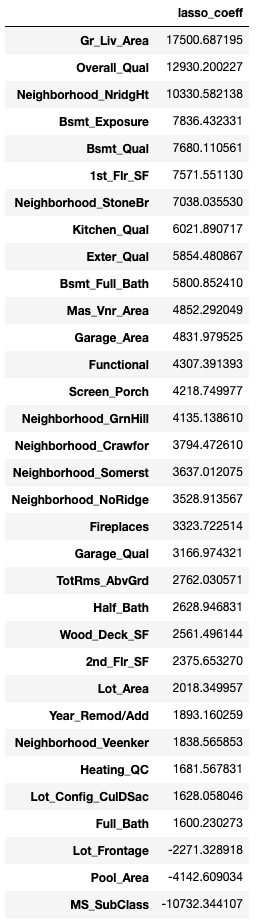 lasso_coeff
Gr_Liv_Area 17500.687195
Overall_Qual 12930.200227
Neighborhood_NridgHt 10330.582138
Bsmt_Exposure 7836.432331
Bsmt_Qual 7680.110561
1st_Flr_SF 7571.551130
Neighborhood_StoneBr 7038.035530
Kitchen_Qual 6021.890717
Exter_Qual 5854.480867
Bsmt_Full_Bath 5800.852410
Mas_Vnr_Area 4852.292049
Garage_Area 4831.979525
Functional 4307.391393
Screen_Porch 4218.749977
Neighborhood_GrnHill 4135.138610
Neighborhood_Crawfor 3794.472610
Neighborhood_Somerst 3637.012075
Neighborhood_NoRidge 3528.913567
Fireplaces 3323.722514
Garage_Qual 3166.974321
TotRms_AbvGrd 2762.030571
Half_Bath 2628.946831
Wood_Deck_SF 2561.496144
2nd_Flr_SF 2375.653270
Lot_Area 2018.349957
Year_Remod/Add 1893.160259
Neighborhood_Veenker 1838.565853
Heating_QC 1681.567831
Lot_Config_CulDSac 1628.058046
Full_Bath 1600.230273
Lot_Frontage -2271.328918
Pool_Area -4142.609034
MS_SubClass -10732.344107